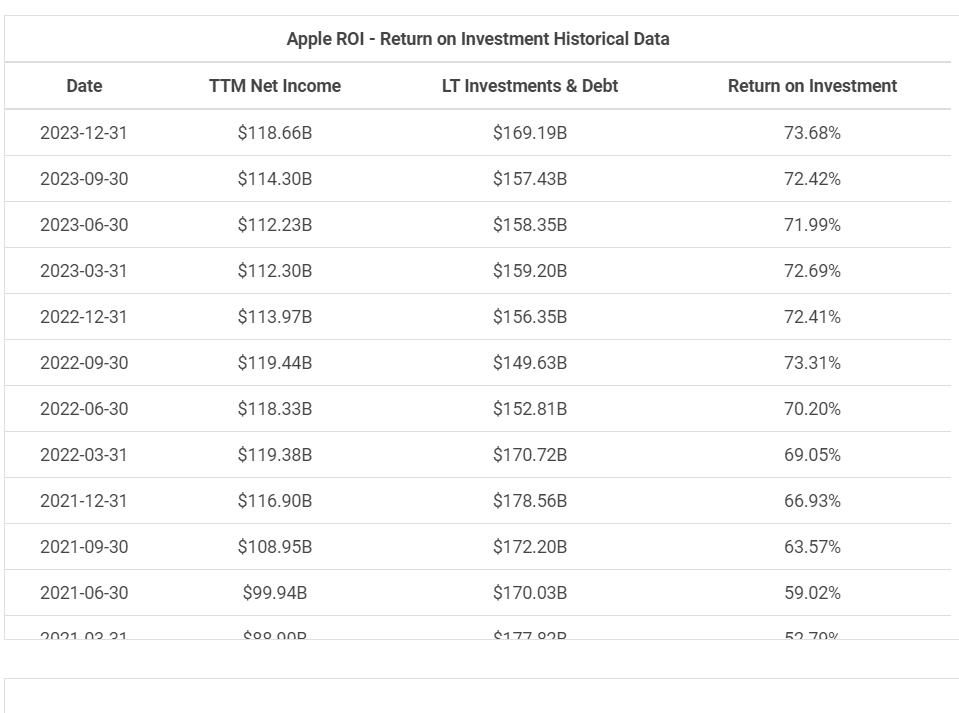 Apple ROI - Return on Investment Historical Data
Date TTM Net Income LT Investments & Debt Return on Investment
2023-12-31 $118.66B $169.19B 73.68%
2023-09-30 $114.30B $157.43B 72.42%
2023-06-30 $112.23B $158.35B 71.99%
2023-03-31 $112.30B $159.20B 72.69%
2022-12-31 $113.97B $156.35B 72.41%
2022-09-30 $119.44B $149.63B 73.31%
2022-06-30 $118.33B $152.81B 70.20%
2022-03-31 $119.38B $170.72B 69.05%
2021-12-31 $116.90B $178.56B 66.93%
2021-09-30 $108.95B $172.20B 63.57%
2021-06-30 $99.94B $170.03B 59.02%
2021-03-31